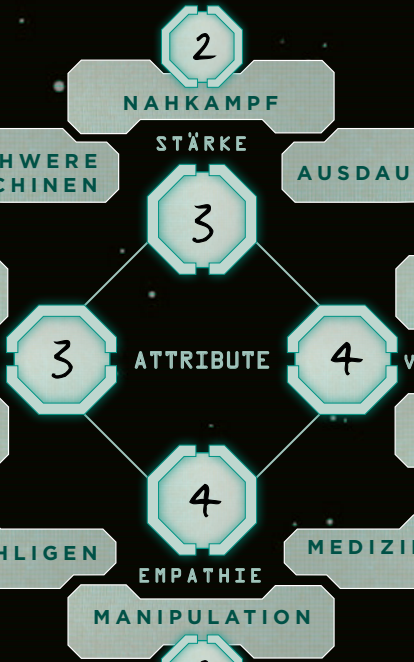 2
NAHKAMPF
STÄRKE
HWERE
CHINEN
AUSDAU
3
3
ATTRIBUTE
4
V
4
HLIGEN
MEDIZI
EMPATHIE
MANIPULATION